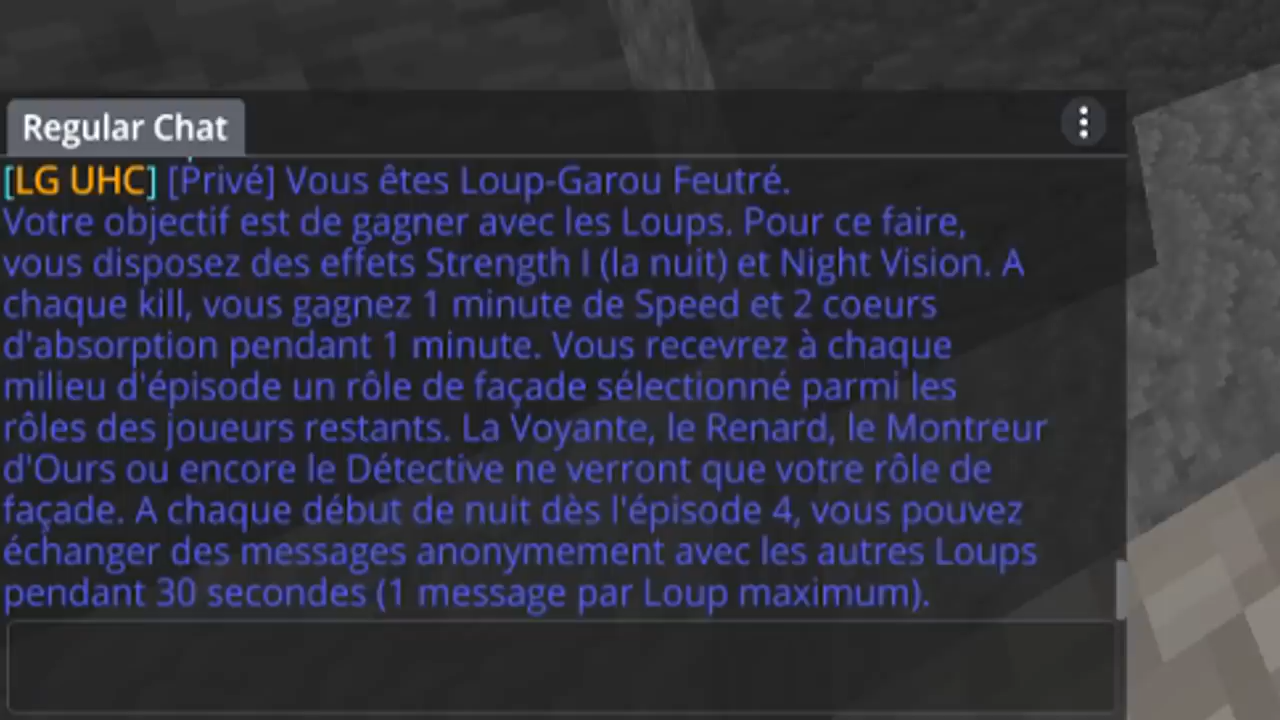 Regular Chat
[LG UHC] [Privé] Vous êtes Loup-Garou Feutré.
Votre objectif est de gagner avec les Loups. Pour ce faire,
vous disposez des effets Strength I (la nuit) et Night Vision. A
chaque kill, vous gagnez 1 minute de Speed et 2 coeurs
d'absorption pendant 1 minute. Vous recevrez à chaque
milieu d'épisode un rôle de façade sélectionné parmi les
rôles des joueurs restants. La Voyante, le Renard, le Montreur
d'Ours ou encore le Détective ne verront que votre rôle de
façade. A chaque début de nuit dès l'épisode 4, vous pouvez
échanger des messages anonymement avec les autres Loups
pendant 30 secondes (1 message par Loup maximum).